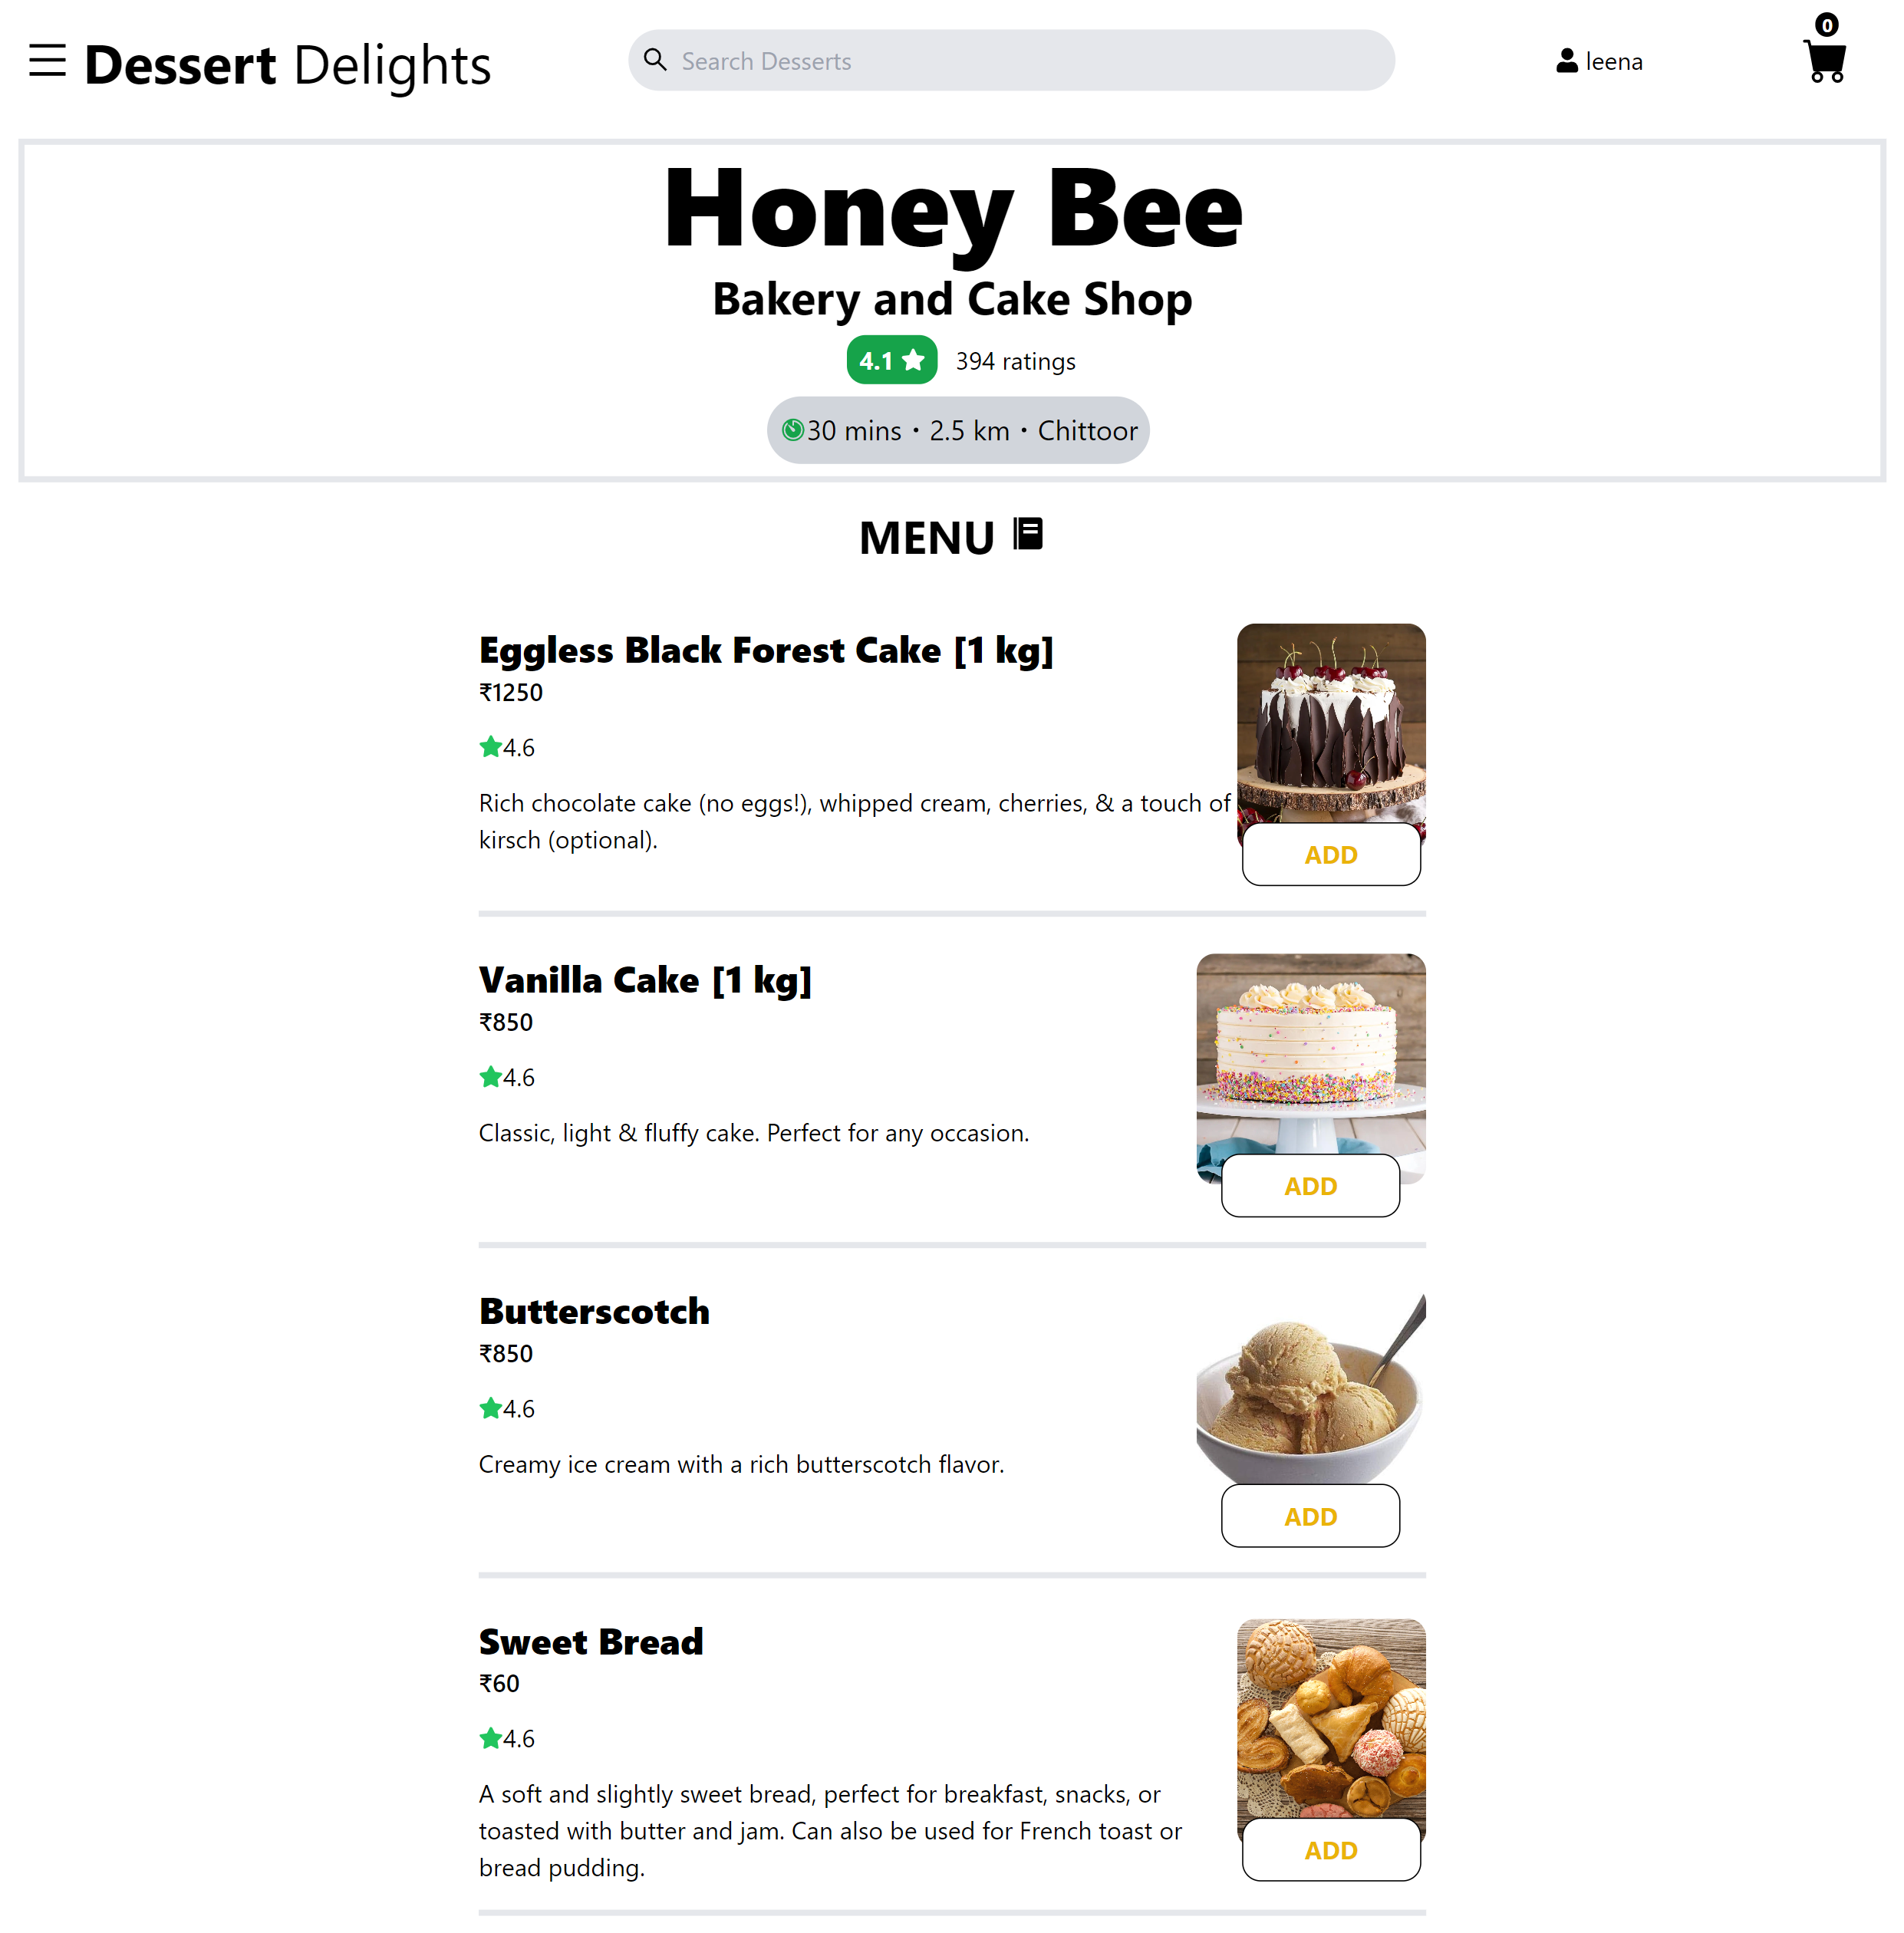 Dessert Delights
Search Desserts
leena
0
Honey Bee
Bakery and Cake Shop
4.1 394 ratings
30 mins • 2.5 km • Chittoor
MENU
Eggless Black Forest Cake [1 kg]
₹1250
4.6
Rich chocolate cake (no eggs!), whipped cream, cherries, & a touch of
kirsch (optional).
ADD
Vanilla Cake [1 kg]
₹850
4.6
Classic, light & fluffy cake. Perfect for any occasion.
ADD
Butterscotch
₹850
4.6
Creamy ice cream with a rich butterscotch flavor.
ADD
Sweet Bread
₹60
4.6
A soft and slightly sweet bread, perfect for breakfast, snacks, or
toasted with butter and jam. Can also be used for French toast or
bread pudding.
ADD